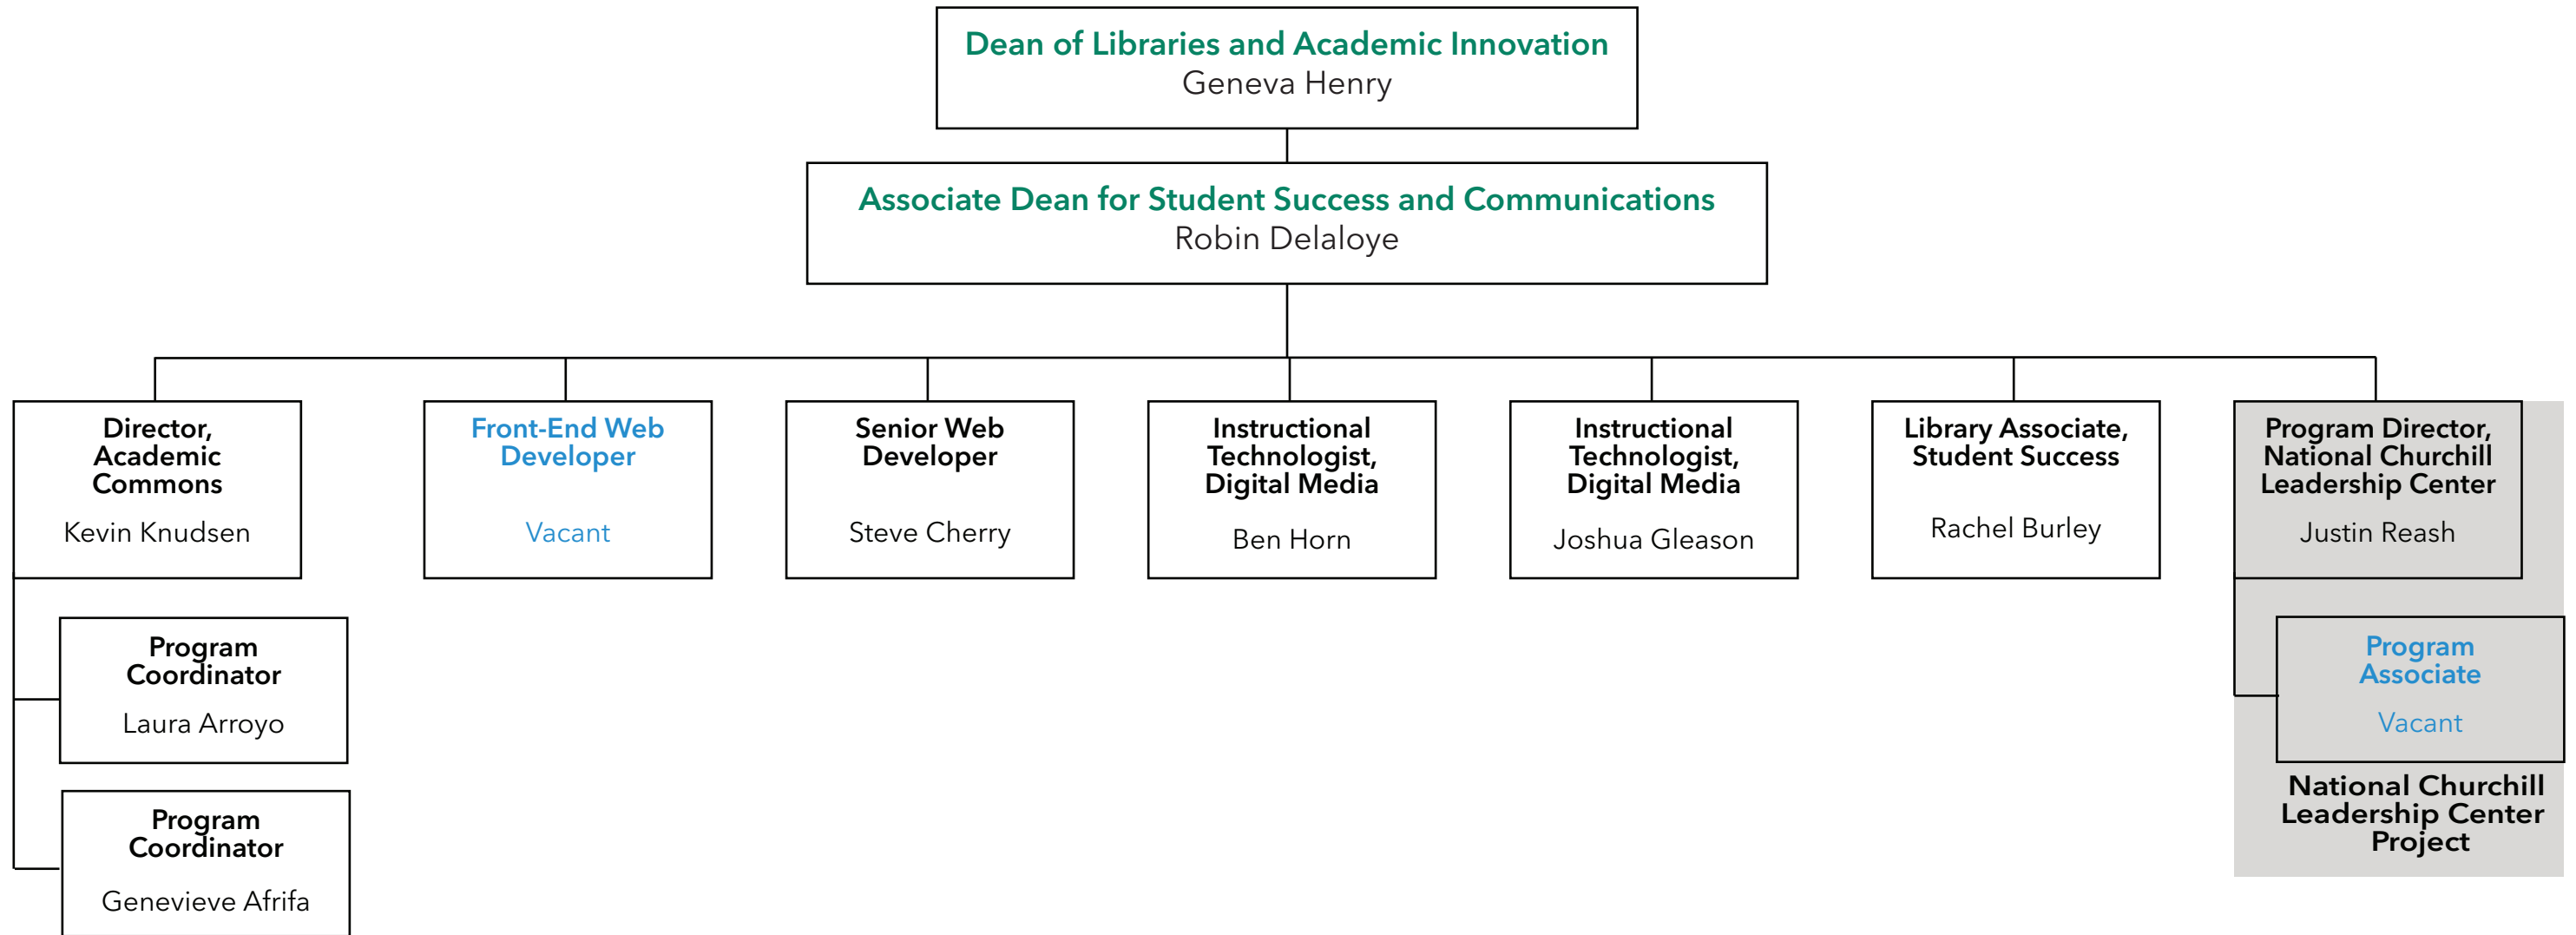 Dean of Libraries and Academic Innovation
Geneva Henry
Associate Dean for Student Success and Communications
Robin Delaloye
Director,
Academic
Commons
Kevin Knudsen
Front-End Web
Developer
Vacant
Senior Web
Developer
Steve Cherry
Instructional
Technologist,
Digital Media
Ben Horn
Instructional
Technologist,
Digital Media
Joshua Gleason
Library Associate,
Student Success
Rachel Burley
Program Director,
National Churchill
Leadership Center
Justin Reash
Program
Coordinator
Laura Arroyo
Program
Coordinator
Genevieve Afrifa
Program
Associate
Vacant
National Churchill
Leadership Center
Project